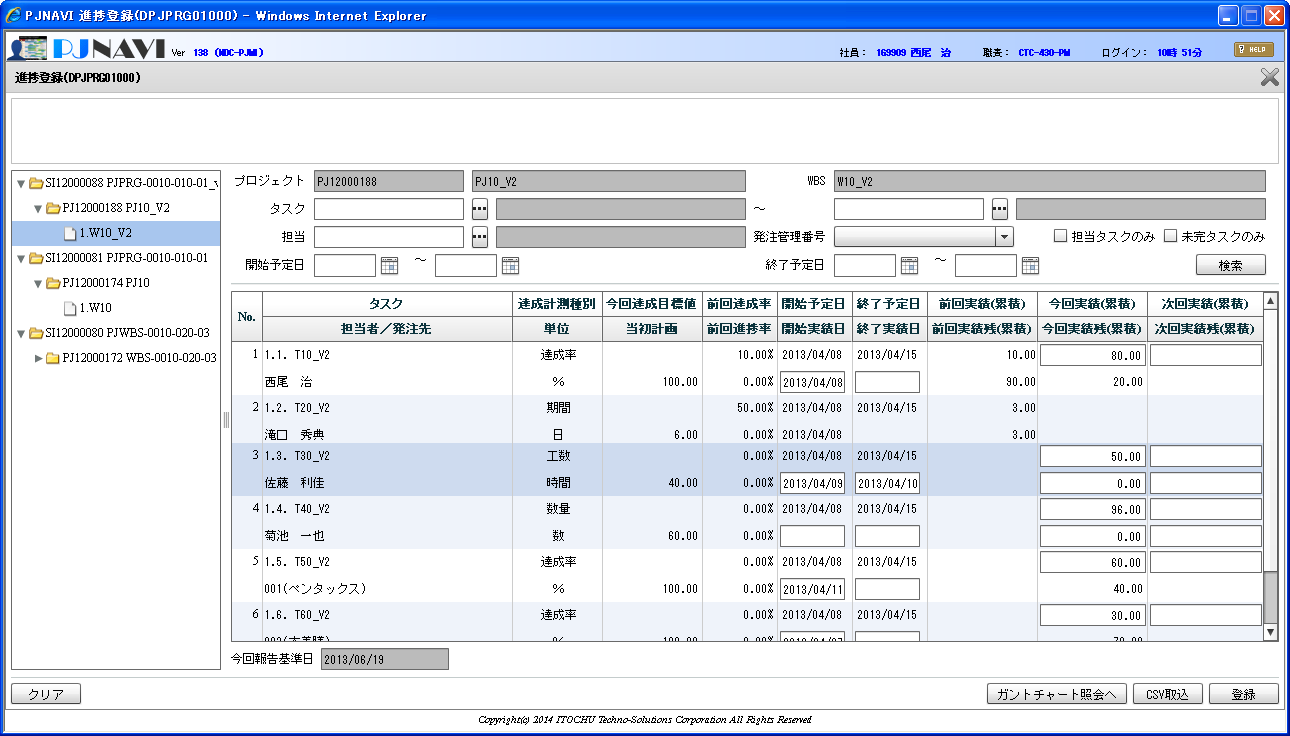 PJNAVI 進捗登録(DPJPRG01000) - Windows Internet Explorer
PJNAVI Ver 138 (NDC-PJWI) 社員： 169909 西尾　治 職責： CTC-430-PM ログイン： 10時 51分 ? HELP
進捗登録(DPJPRG01000)
SI12000088 PJPRG-0010-010-01_v
PJ12000188 PJ10_V2
1.W10_V2
SI12000081 PJPRG-0010-010-01
PJ12000174 PJ10
1.W10
SI12000080 PJWBS-0010-020-03
PJ12000172 WBS-0010-020-03
プロジェクト PJ12000188 PJ10_V2 WBS W10_V2
タスク ～
担当 発注管理番号 担当タスクのみ 未完タスクのみ
開始予定日 ～ 終了予定日 ～ 検索
No. タスク 達成計測種別 今回達成目標値 前回達成率 開始予定日 終了予定日 前回実績(累積) 今回実績(累積) 次回実績(累積)
担当者／発注先 単位 当初計画 前回進捗率 開始実績日 終了実績日 前回実績残(累積) 今回実績残(累積) 次回実績残(累積)
1 1.1. T10_V2 達成率 10.00% 2013/04/08 2013/04/15 10.00 80.00
西尾　治 % 100.00 0.00% 2013/04/08 90.00 20.00
2 1.2. T20_V2 期間 50.00% 2013/04/08 2013/04/15 3.00
滝口　秀典 日 6.00 0.00% 2013/04/08 3.00
3 1.3. T30_V2 工数 0.00% 2013/04/08 2013/04/15 50.00
佐藤　利佳 時間 40.00 0.00% 2013/04/09 2013/04/10 0.00
4 1.4. T40_V2 数量 0.00% 2013/04/08 2013/04/15 96.00
菊池　一也 数 60.00 0.00% 0.00
5 1.5. T50_V2 達成率 0.00% 2013/04/08 2013/04/15 60.00
001(ペンタックス) % 100.00 0.00% 2013/04/11 40.00
6 1.6. T60_V2 達成率 0.00% 2013/04/08 2013/04/15 30.00
今回報告基準日 2013/06/19
クリア ガントチャート照会へ CSV取込 登録
Copyright(c) 2014 ITOCHU Techno-Solutions Corporation All Rights Reserved